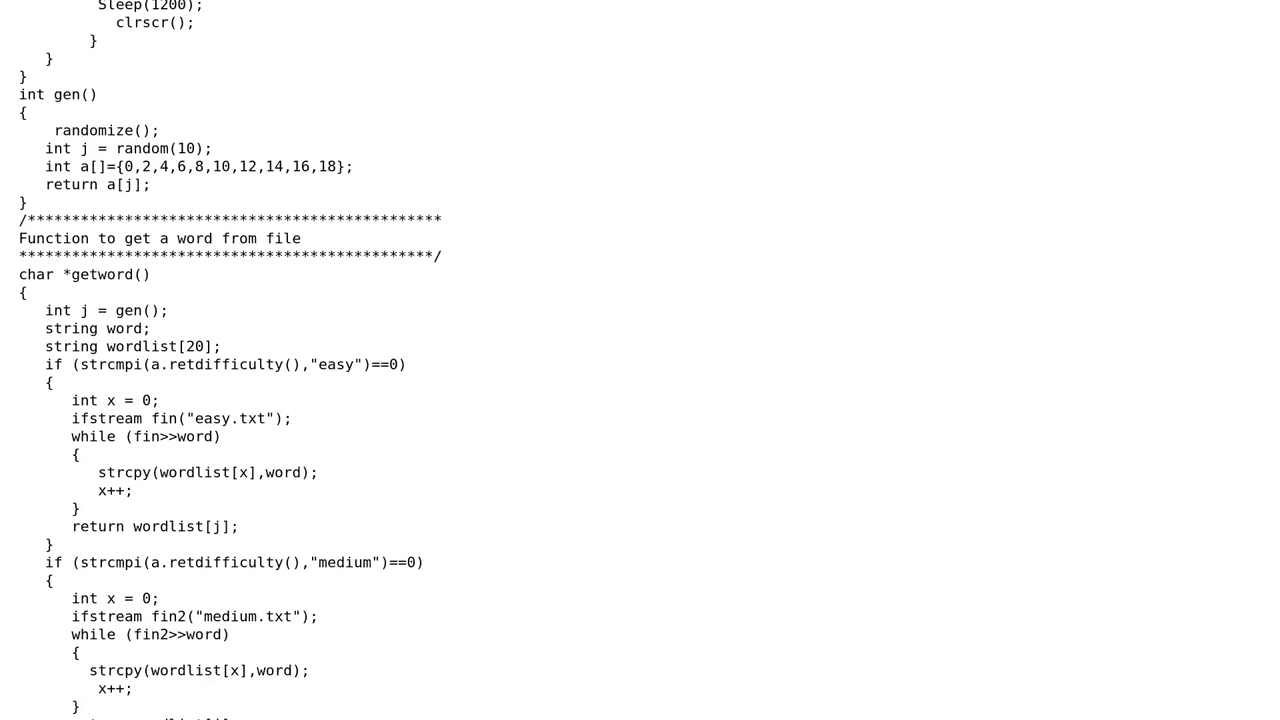 Sleep(1200);
clrscr();
}
}
}
int gen()
{
randomize();
int j = random(10);
int a[]={0,2,4,6,8,10,12,14,16,18};
return a[j];
}
/***********************************************
Function to get a word from file
***********************************************/
char *getword()
{
int j = gen();
string word;
string wordlist[20];
if (strcmpi(a.retdifficulty(),"easy")==0)
{
int x = 0;
ifstream fin("easy.txt");
while (fin>>word)
{
strcpy(wordlist[x],word);
x++;
}
return wordlist[j];
}
if (strcmpi(a.retdifficulty(),"medium")==0)
{
int x = 0;
ifstream fin2("medium.txt");
while (fin2>>word)
{
strcpy(wordlist[x],word);
x++;
}